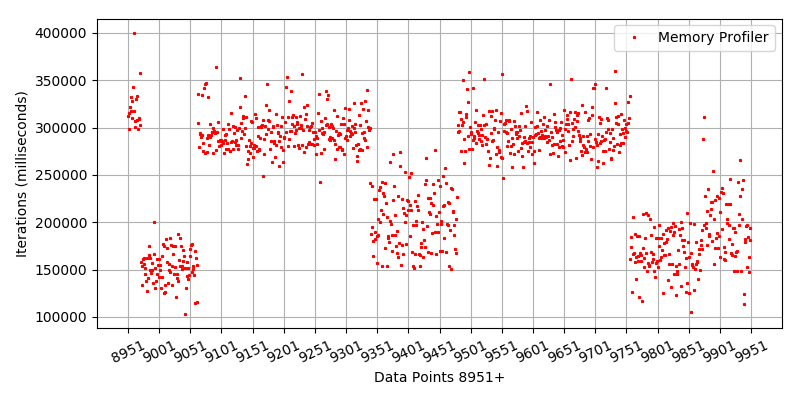 Memory Profiler
Iterations (milliseconds)
400000
350000
300000
250000
200000
150000
100000
8951 9001 9051 9101 9151 9201 9251 9301 9351 9401 9451 9501 9551 9601 9651 9701 9751 9801 9851 9901 9951
Data Points 8951+